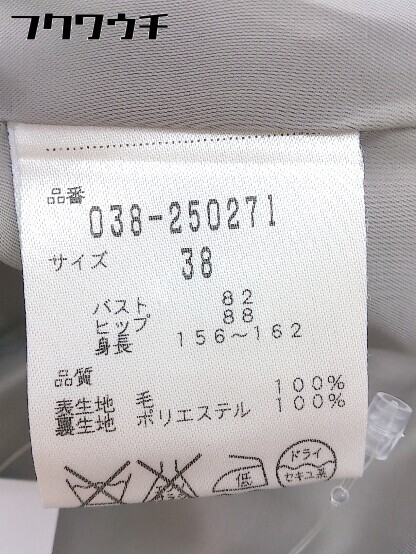 フクワウチ
品番
038-250271
サイズ 38
バスト 82
ヒップ 88
身長 156〜162
品質
表生地 毛 100%
裏生地 ポリエステル 100%
低
ドライ
セキユ系